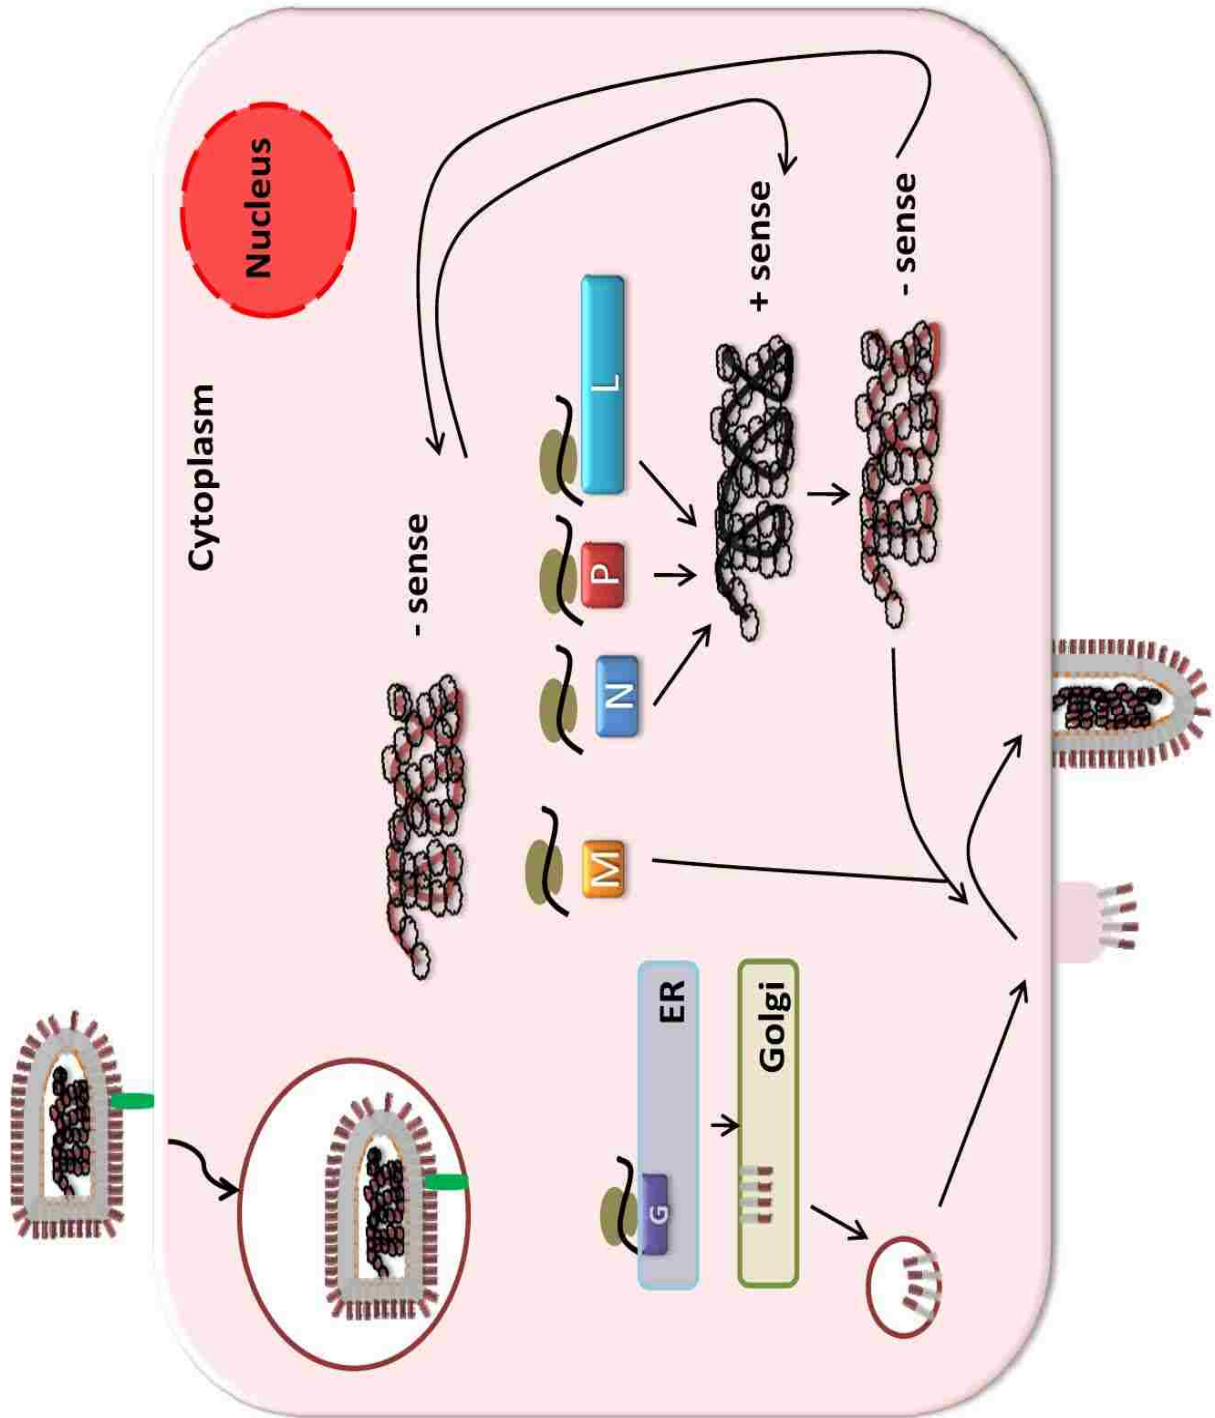 Cytoplasm
Nucleus
- sense
M
N
P
L
G
ER
Golgi
+ sense
- sense